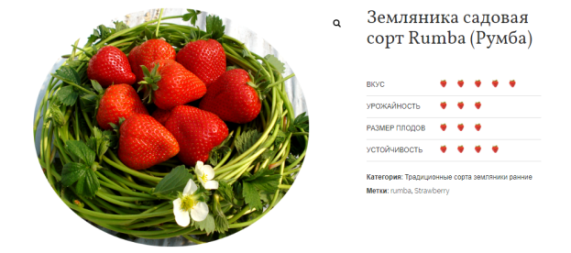 Земляника садовая
сорт Rumba (Румба)
ВКУС
УРОЖАЙНОСТЬ
РАЗМЕР ПЛОДОВ
УСТОЙЧИВОСТЬ
Категория: Традиционные сорта земляники ранние
Метки: rumba, Strawberry